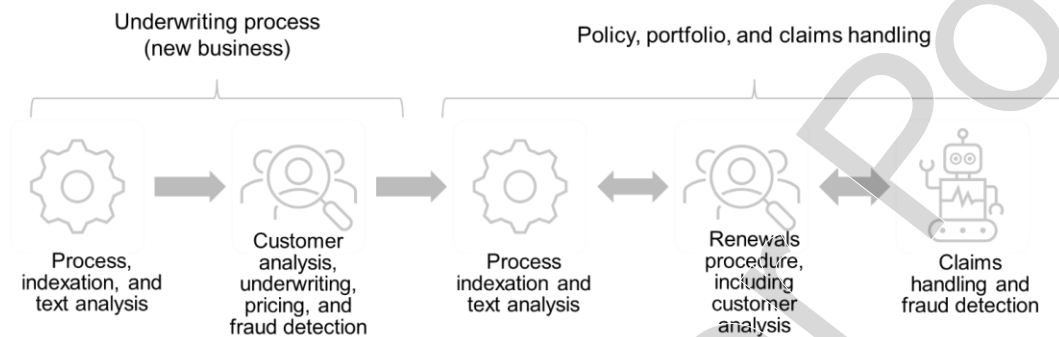 Underwriting process
(new business)
Policy, portfolio, and claims handling
Process,
indexation, and
text analysis
Customer
analysis,
underwriting,
pricing, and
fraud detection
Process
indexation and
text analysis
Renewals
procedure,
including
customer
analysis
Claims
handling and
fraud detection